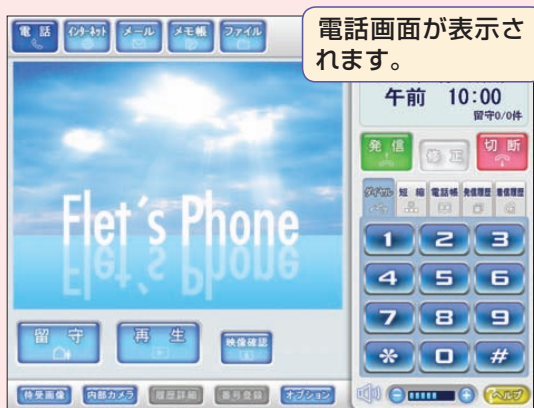 電話画面が表示さ
れます。
電 話
インターネット
メール
メモ帳
ファイル
午前 10:00
留守0/0件
発 信
修 正
切 断
ダイヤル
短 縮
電話帳
発信履歴
着信履歴
Flet's Phone
1 2 3
4 5 6
7 8 9
* 0 #
留 守
再 生
映像確認
待受画像
内部カメラ
履歴詳細
番号登録
オプション
ヘルプ